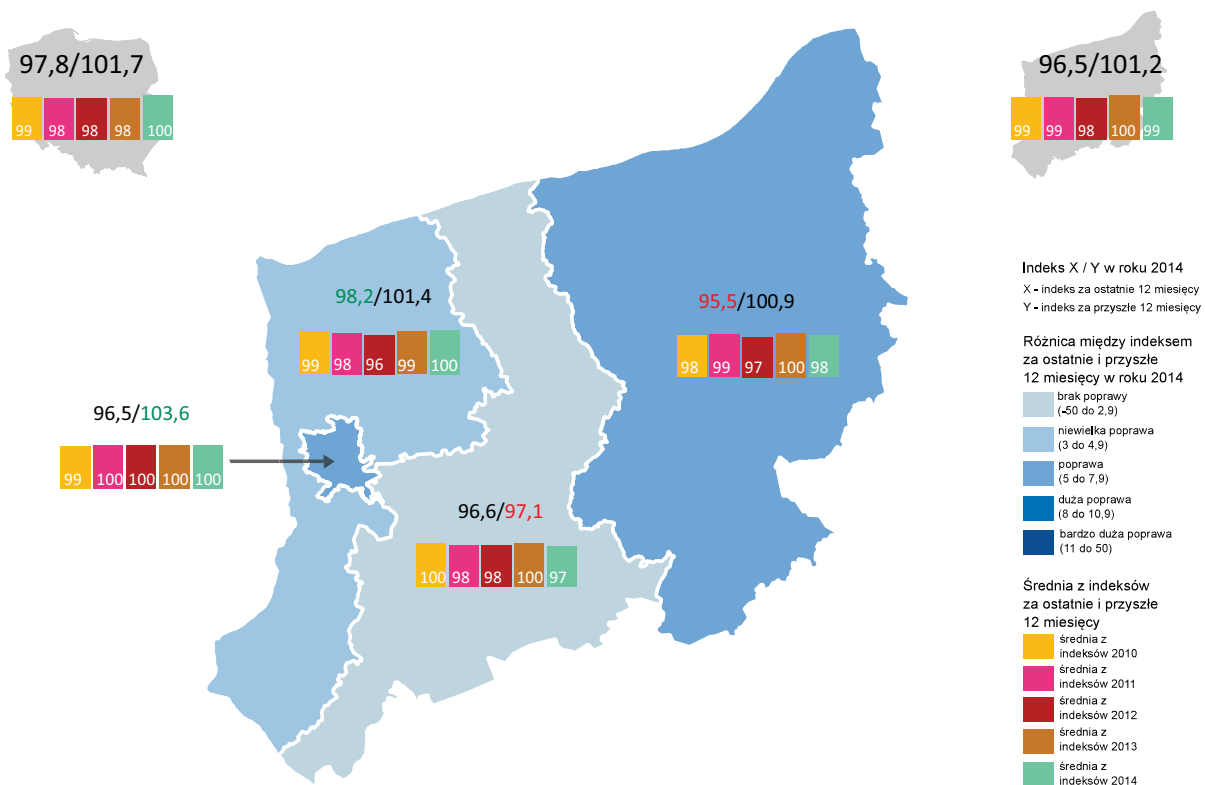 97,8/101,7
99 98 98 98 100
96,5/101,2
99 99 98 100 99
98,2/101,4
99 98 96 99 100
95,5/100,9
98 99 97 100 98
96,5/103,6
99 100 100 100 100
96,6/97,1
100 98 98 100 97
Indeks X / Y w roku 2014
X - indeks za ostatnie 12 miesięcy
Y - indeks za przyszłe 12 miesięcy
Różnica między indeksem
za ostatnie i przyszłe
12 miesięcy w roku 2014
brak poprawy
(-50 do 2,9)
niewielka poprawa
(3 do 4,9)
poprawa
(5 do 7,9)
duża poprawa
(8 do 10,9)
bardzo duża poprawa
(11 do 50)
Średnia z indeksów
za ostatnie i przyszłe
12 miesięcy
średnia z
indeksów 2010
średnia z
indeksów 2011
średnia z
indeksów 2012
średnia z
indeksów 2013
średnia z
indeksów 2014